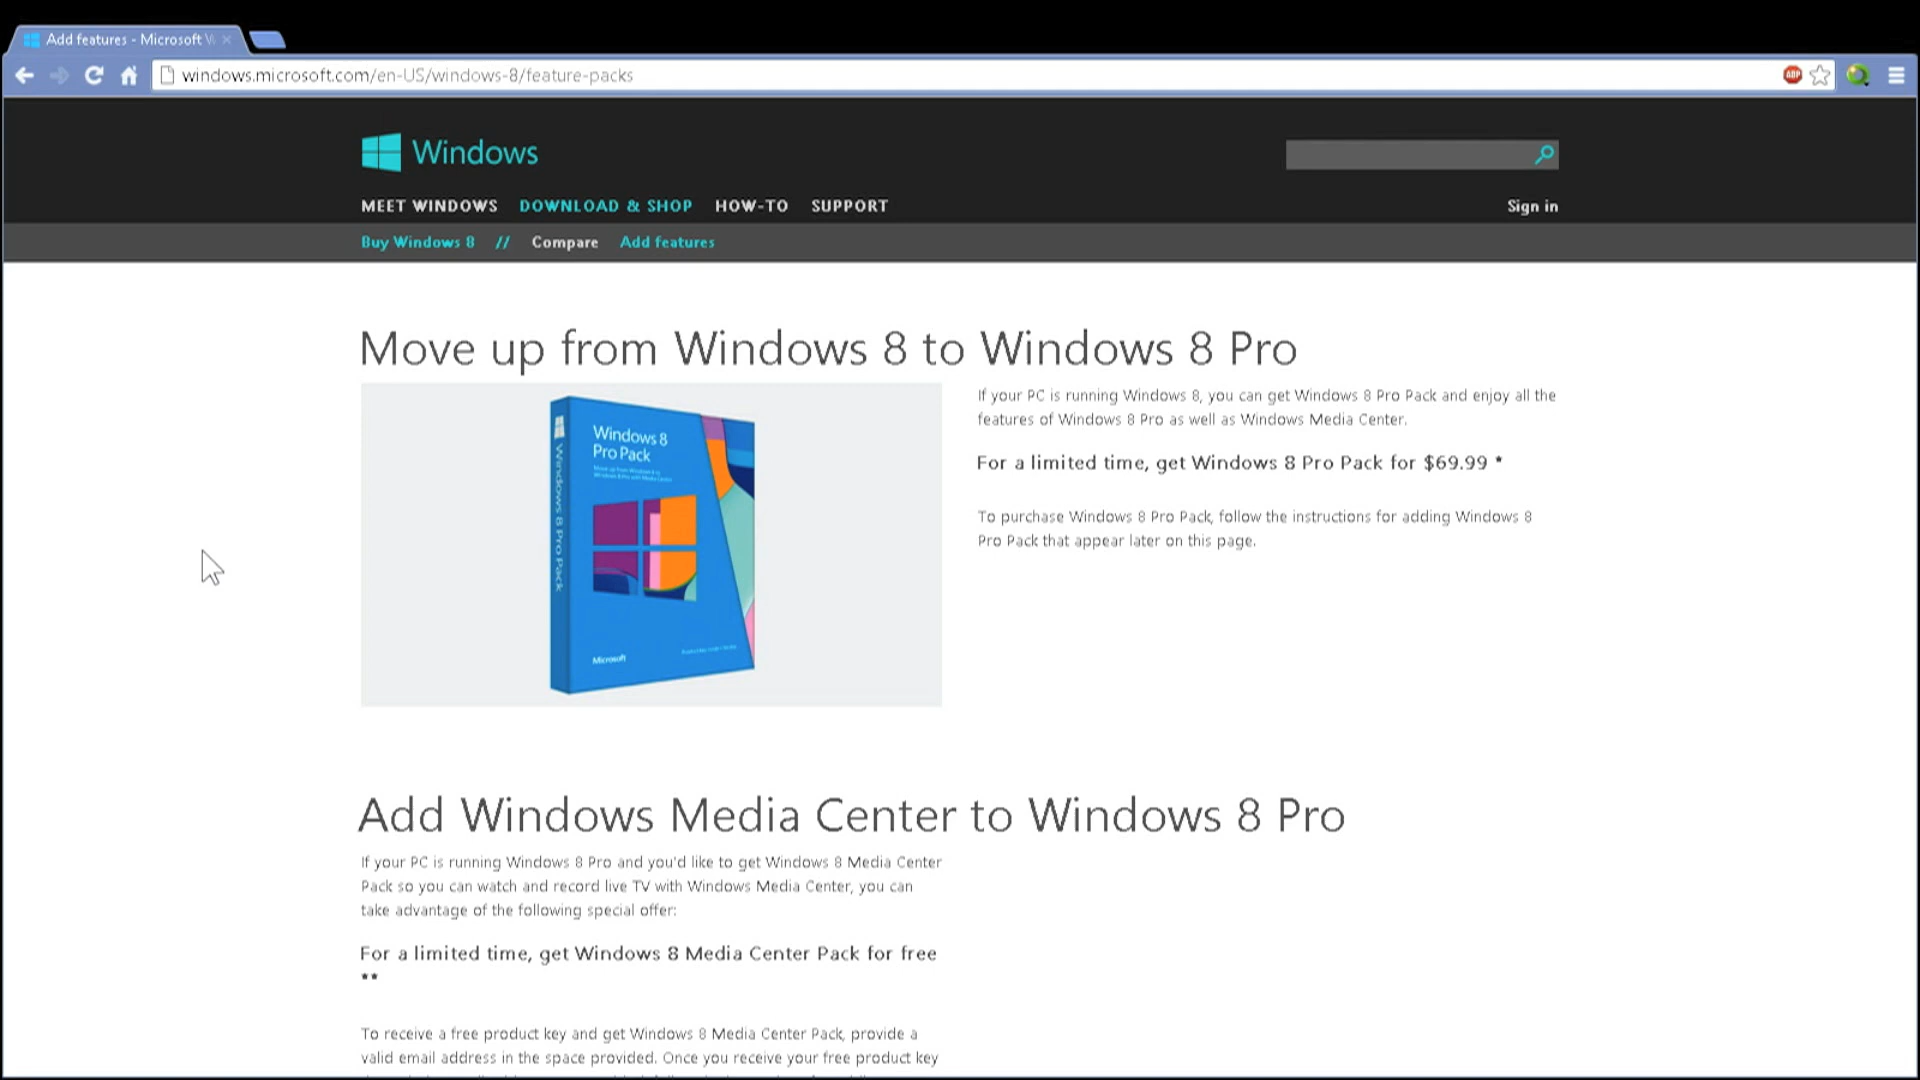 Add features - Microsoft W
windows.microsoft.com/en-US/windows-8/feature-packs
ABP
Windows
MEET WINDOWS DOWNLOAD & SHOP HOW-TO SUPPORT
Sign in
Buy Windows 8 // Compare Add features
Move up from Windows 8 to Windows 8 Pro
Windows 8
Pro Pack
Windows 8 Pro Pack
Microsoft
If your PC is running Windows 8, you can get Windows 8 Pro Pack and enjoy all the
features of Windows 8 Pro as well as Windows Media Center.
For a limited time, get Windows 8 Pro Pack for $69.99 *
To purchase Windows 8 Pro Pack, follow the instructions for adding Windows 8
Pro Pack that appear later on this page.
Add Windows Media Center to Windows 8 Pro
If your PC is running Windows 8 Pro and you'd like to get Windows 8 Media Center
Pack so you can watch and record live TV with Windows Media Center, you can
take advantage of the following special offer:
For a limited time, get Windows 8 Media Center Pack for free
**
To receive a free product key and get Windows 8 Media Center Pack, provide a
valid email address in the space provided. Once you receive your free product key